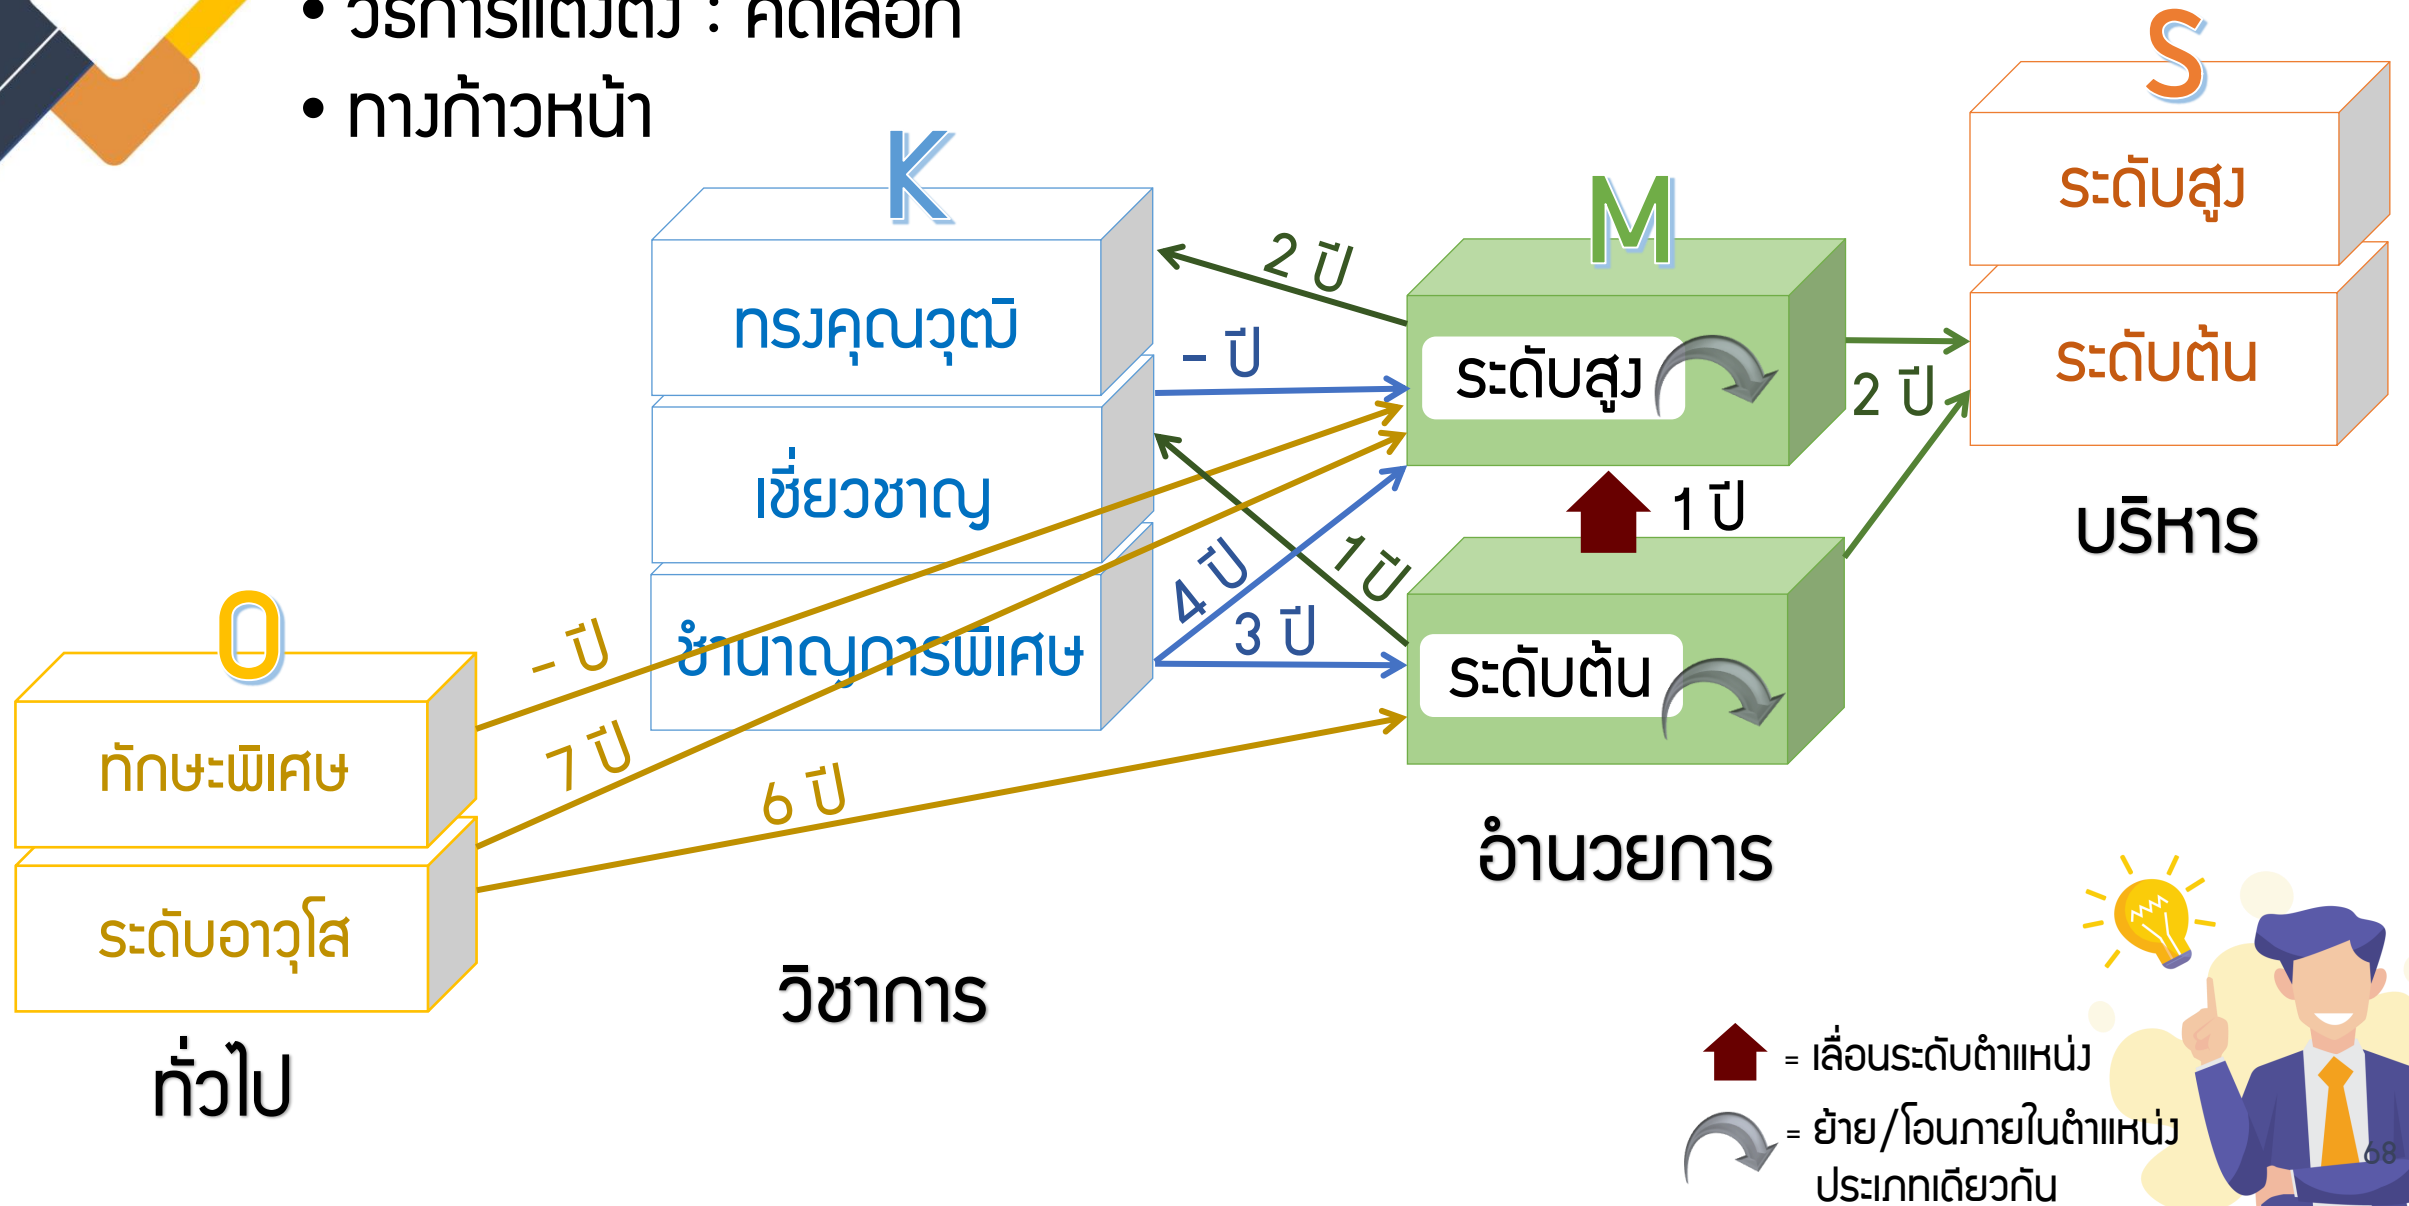 • วิธีการแต่งตั้ง : คัดเลือก
• ทางก้าวหน้า
S
ระดับสูง
ระดับต้น
บริหาร
K
ทรงคุณวุฒิ
เชี่ยวชาญ
ชำนาญการพิเศษ
วิชาการ
M
ระดับสูง
1 ปี
ระดับต้น
อำนวยการ
2 ปี
- ปี
2 ปี
4 ปี
1 ปี
3 ปี
O
ทักษะพิเศษ
ระดับอาวุโส
ทั่วไป
- ปี
7 ปี
6 ปี
= เลื่อนระดับตำแหน่ง
= ย้าย/โอนภายในตำแหน่ง
ประเภทเดียวกัน
68